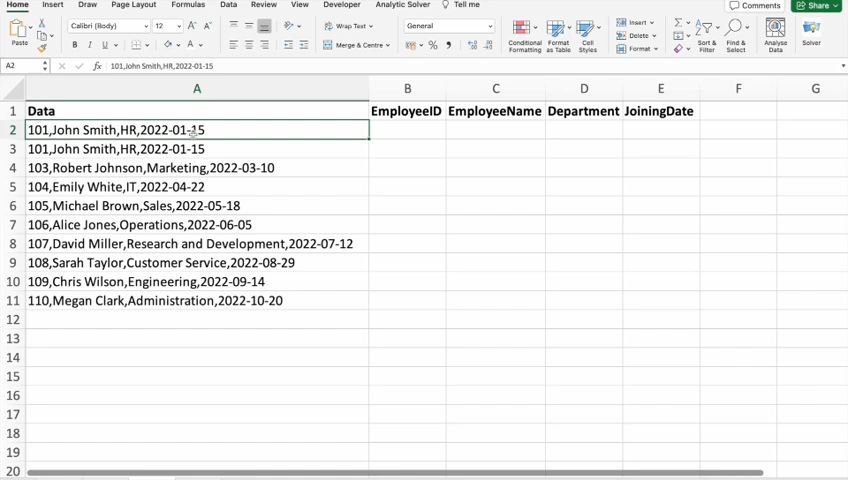 Home Insert Draw Page Layout Formulas Data Review View Developer Analytic Solver Tell me Comments Share
Paste Calibri (Body) 12 A A Wrap Text General Insert Delete Format Conditional Formatting Format as Table Cell Styles Sort & Filter Find & Select Analyse Data Solver
B I U A Merge & Centre % 9
A2 fx 101,John Smith,HR,2022-01-15
A B C D E F G
1 Data EmployeeID EmployeeName Department JoiningDate
2 101,John Smith,HR,2022-01-15
3 101,John Smith,HR,2022-01-15
4 103,Robert Johnson,Marketing,2022-03-10
5 104,Emily White,IT,2022-04-22
6 105,Michael Brown,Sales,2022-05-18
7 106,Alice Jones,Operations,2022-06-05
8 107,David Miller,Research and Development,2022-07-12
9 108,Sarah Taylor,Customer Service,2022-08-29
10 109,Chris Wilson,Engineering,2022-09-14
11 110,Megan Clark,Administration,2022-10-20
12
13
14
15
16
17
18
19
20